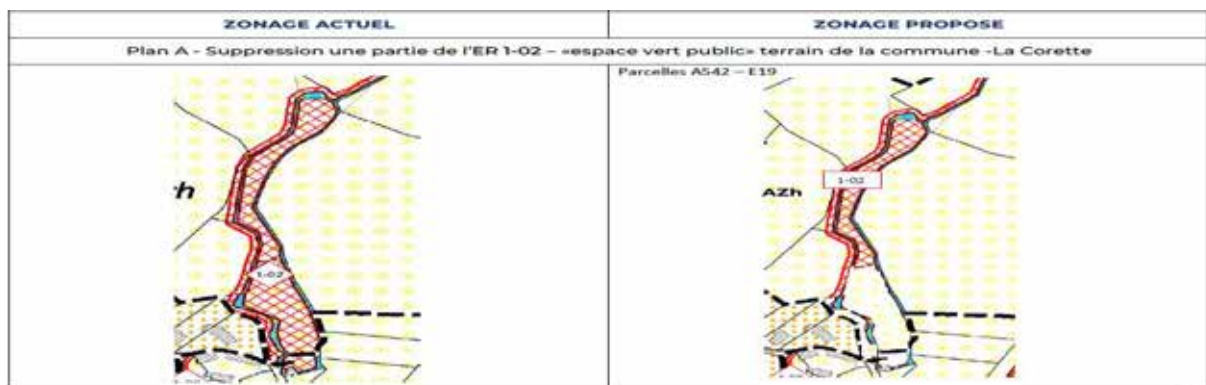 ZONAGE ACTUEL
ZONAGE PROPOSE
Plan A - Suppression une partie de l'ER 1-02 – «espace vert public» terrain de la commune -La Corette
Parcelles A542 – E19
rh
1-02
1-02
AZh